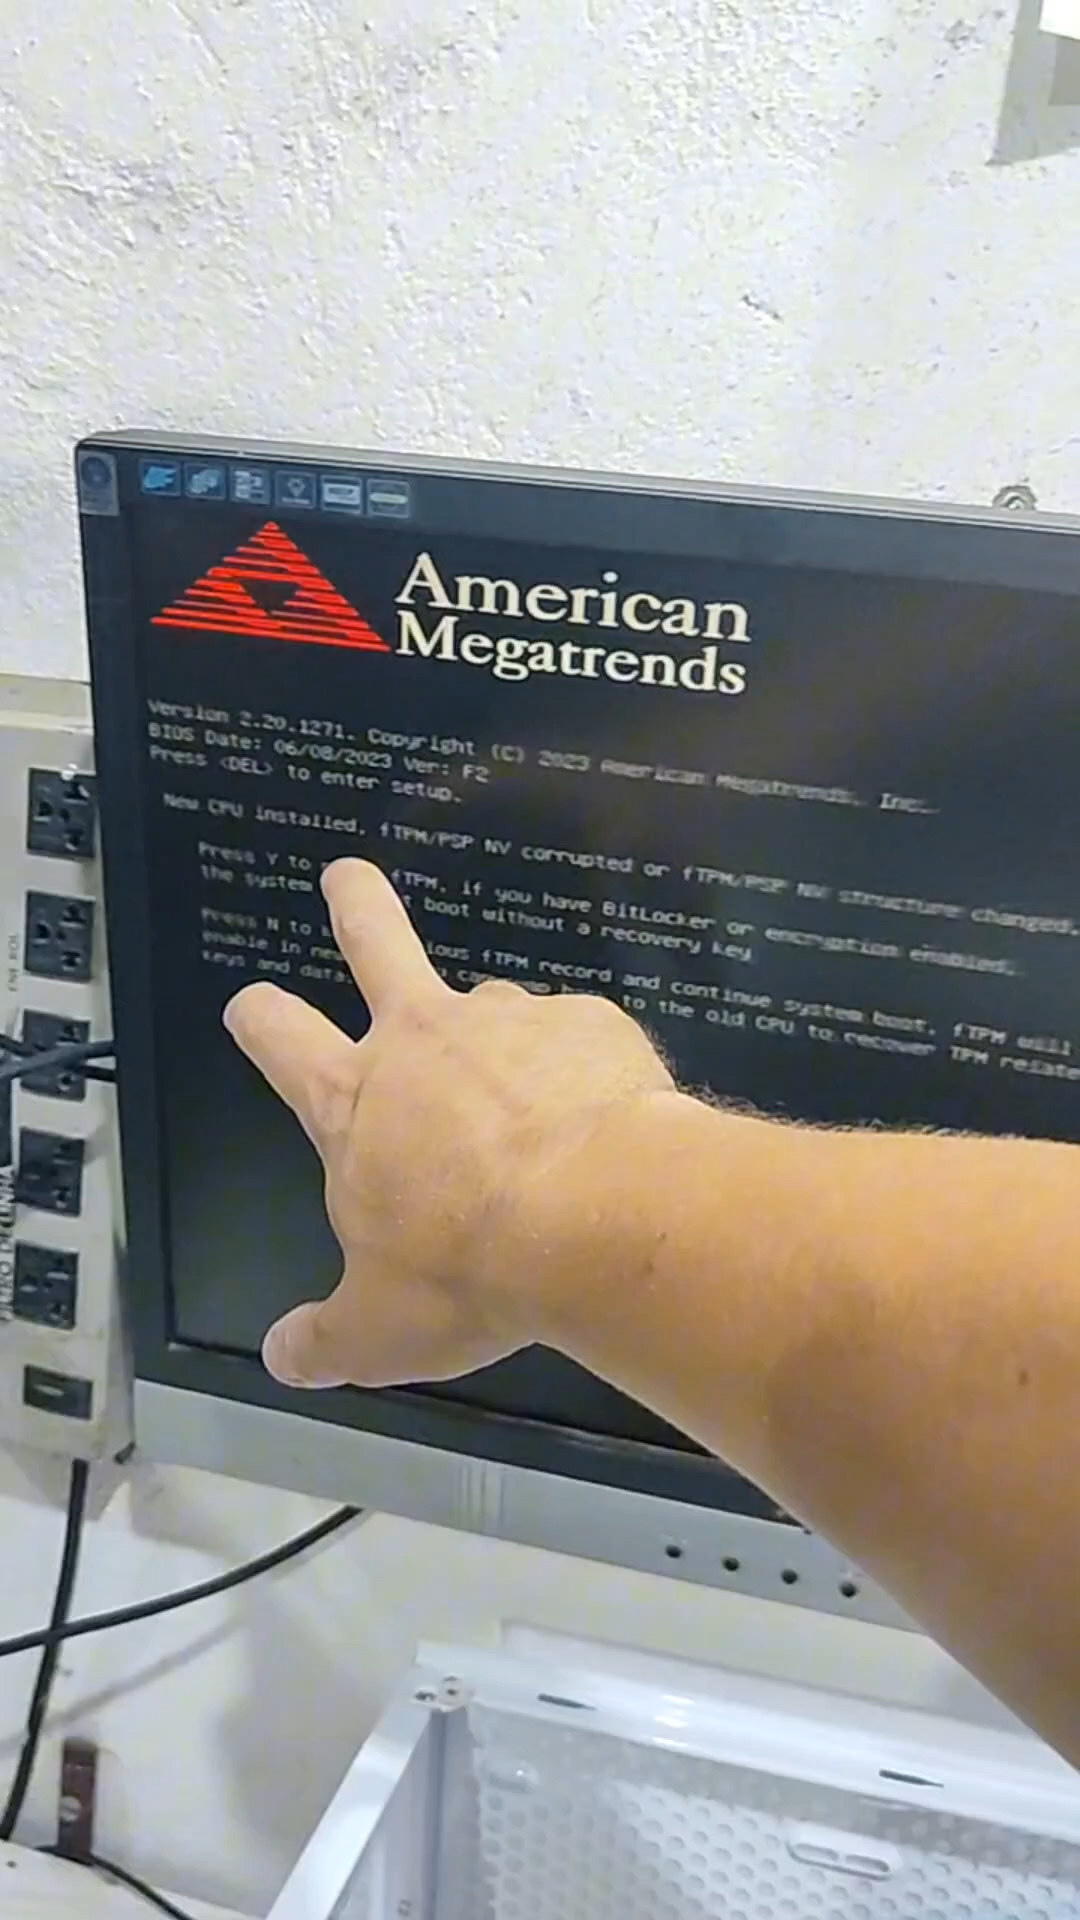 American
Megatrends
Version 2.20.1271. Copyright (C) 2023 American Megatrends, Inc.
BIOS Date: 06/08/2023 Ver: F2
Press <DEL> to enter setup.
New CPU installed, fTPM/PSP NV corrupted or fTPM/PSP NV structure changed.
Press Y to fTPM, if you have BitLocker or encryption enabled,
the system boot without a recovery key
Press N to fTPM record and continue system boot, fTPM will
enable in to the old CPU to recover TPM
keys and data.